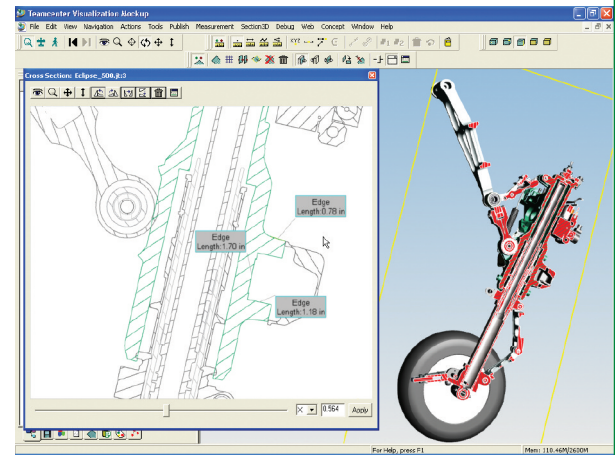 Teamcenter Visualization Mockup
File Edit View Navigation Actions Tools Publish Measurement Section3D Debug Web Concept Window Help
Cross Section: Eclipse_500.jt:3
Edge
Length:0.78 in
Edge
Length:1.70 in
Edge
Length:1.18 in
X 0.564 Apply
For Help, press F1 Mem: 110.46M/2600M